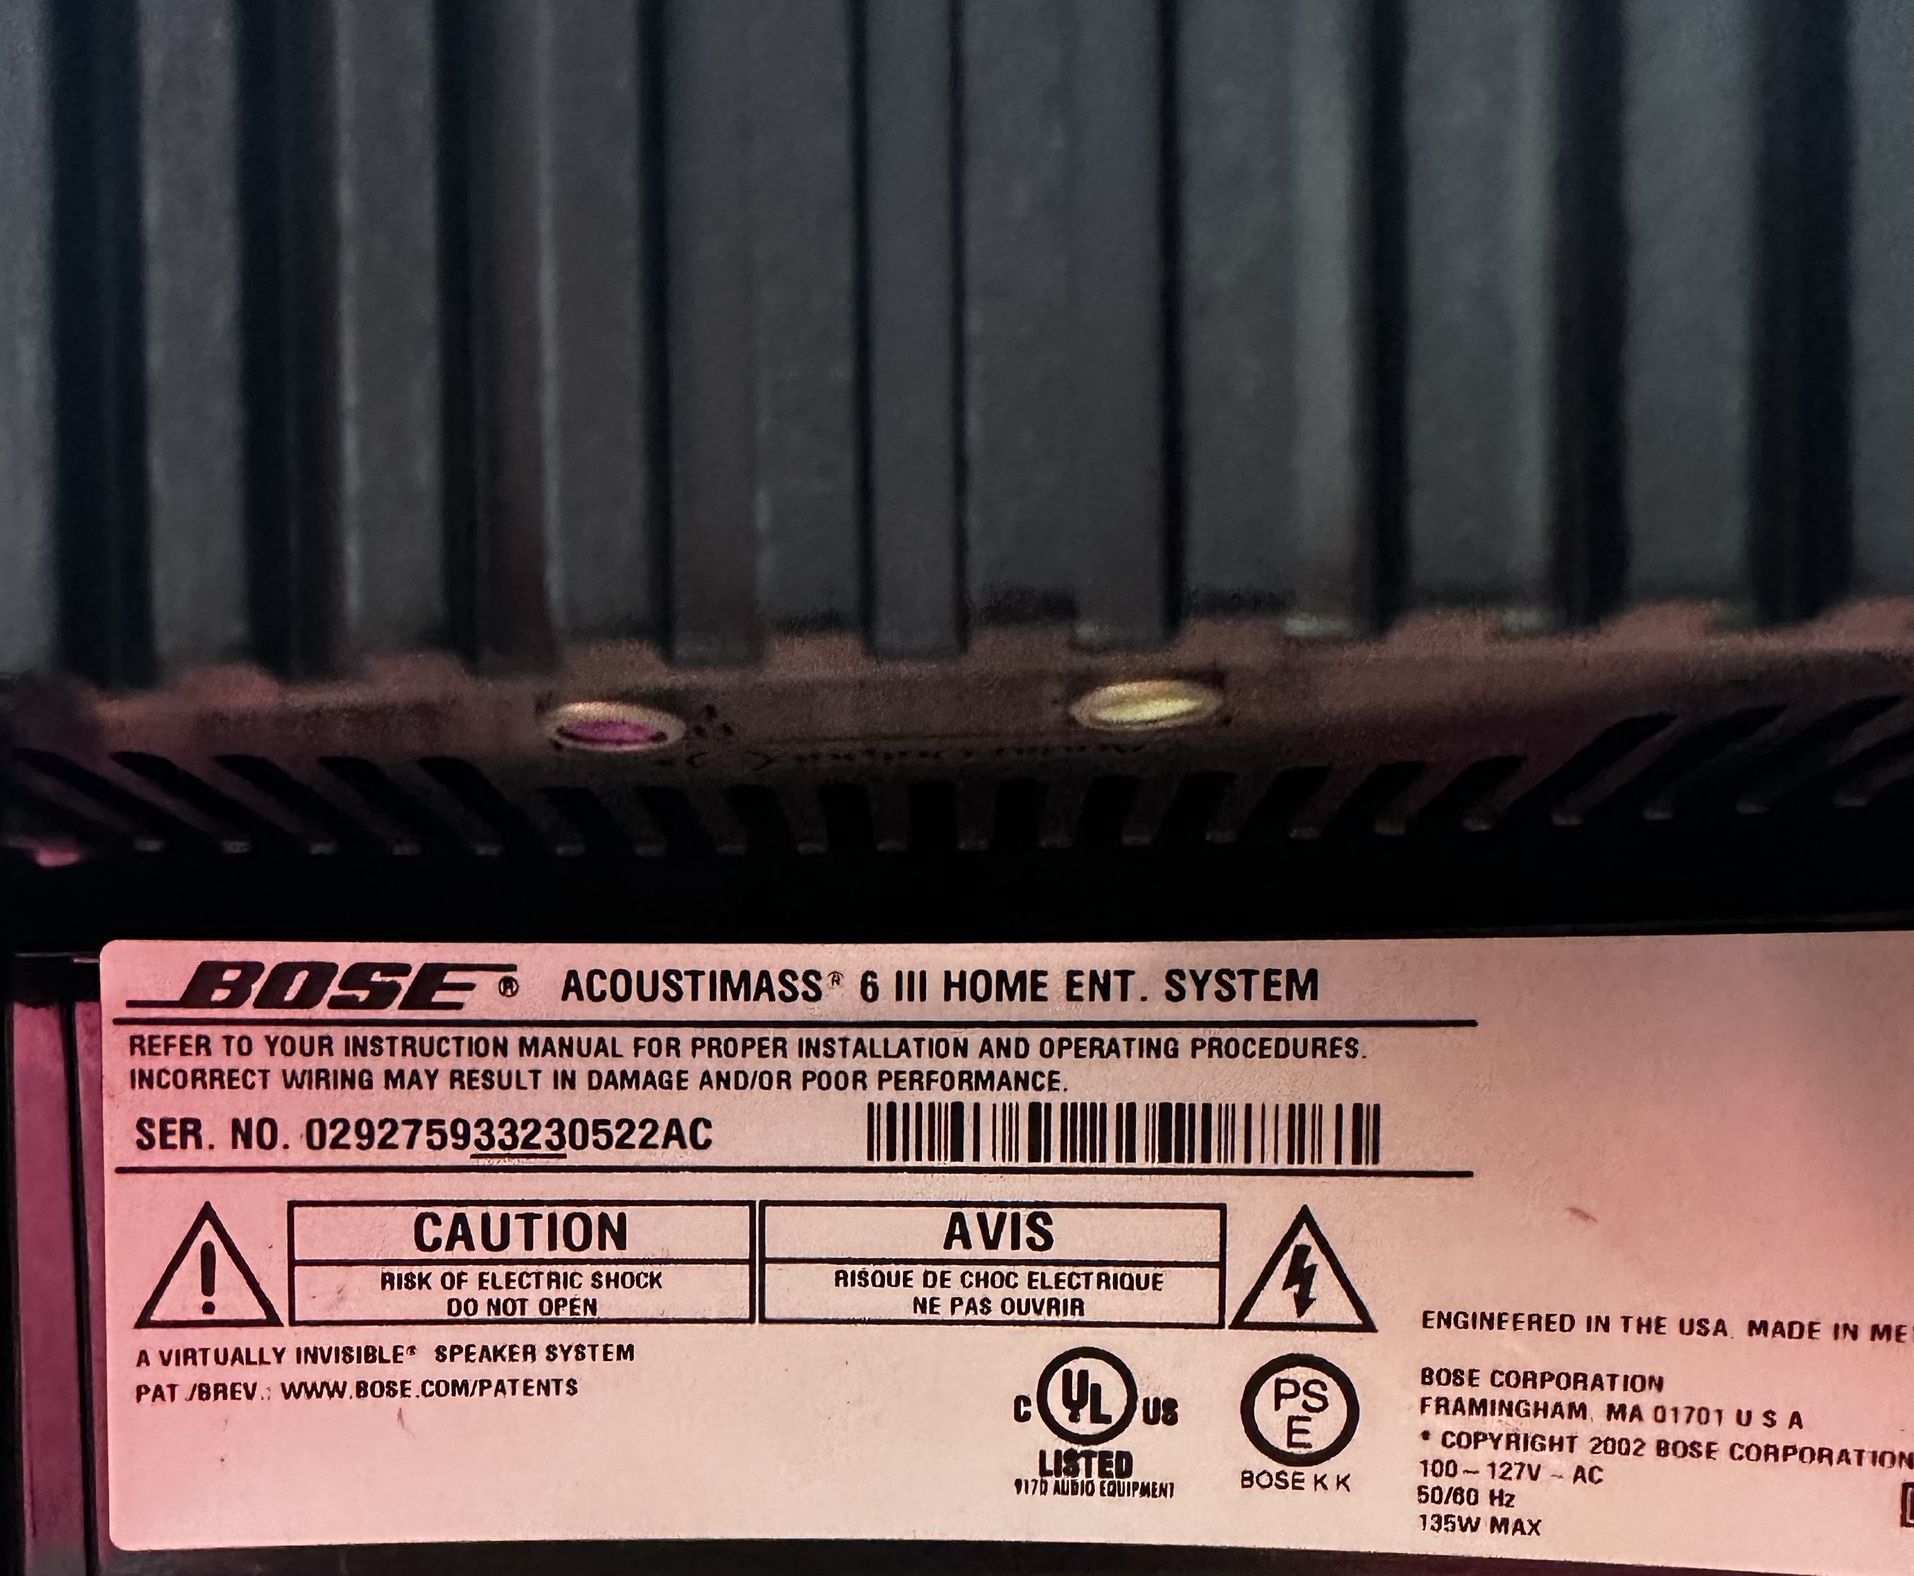 BOSE® ACOUSTIMASS® 6 III HOME ENT. SYSTEM
REFER TO YOUR INSTRUCTION MANUAL FOR PROPER INSTALLATION AND OPERATING PROCEDURES.
INCORRECT WIRING MAY RESULT IN DAMAGE AND/OR POOR PERFORMANCE.
SER. NO. 029275933230522AC
CAUTION
RISK OF ELECTRIC SHOCK
DO NOT OPEN
AVIS
RISQUE DE CHOC ELECTRIQUE
NE PAS OUVRIR
A VIRTUALLY INVISIBLE® SPEAKER SYSTEM
PAT./BREV.: WWW.BOSE.COM/PATENTS
C UL US
LISTED
917D AUDIO EQUIPMENT
PS
E
BOSE K K
ENGINEERED IN THE USA. MADE IN ME
BOSE CORPORATION
FRAMINGHAM, MA 01701 U S A
* COPYRIGHT 2002 BOSE CORPORATION
100~127V ~ AC
50/60 Hz
135W MAX